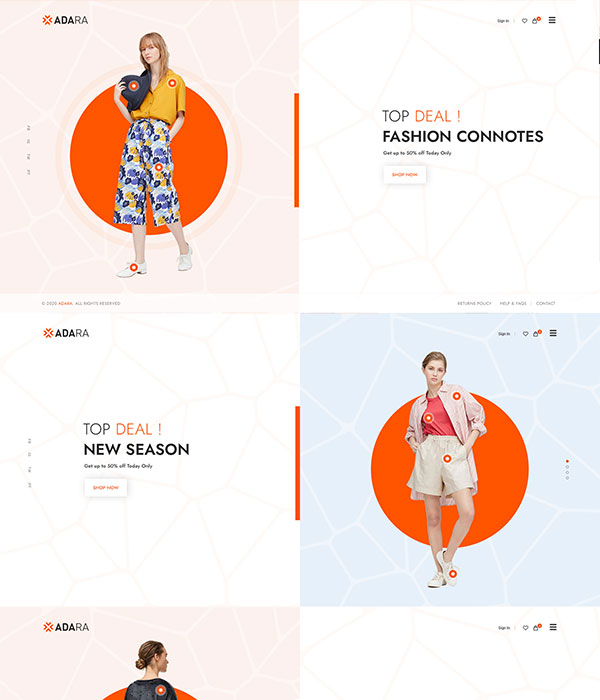 ADARA
Sign In
TOP DEAL !
FASHION CONNOTES
Get up to 50% off Today Only
SHOP NOW
© 2020 ADARA. ALL RIGHTS RESERVED
RETURNE POLICY
HELP & FAQE
CONTACT
ADARA
Sign In
TOP DEAL !
NEW SEASON
Get up to 50% off Today Only
SHOP NOW
ADARA
Sign In